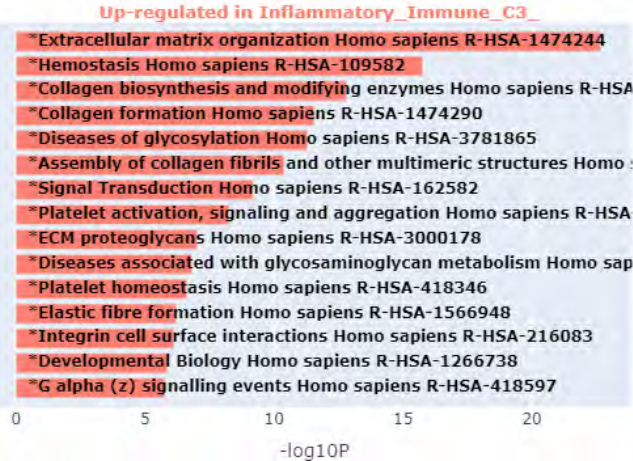 Up-regulated in Inflammatory_Immune_C3_
*Extracellular matrix organization Homo sapiens R-HSA-1474244
*Hemostasis Homo sapiens R-HSA-109582
*Collagen biosynthesis and modifying enzymes Homo sapiens R-HSA
*Collagen formation Homo sapiens R-HSA-1474290
*Diseases of glycosylation Homo sapiens R-HSA-3781865
*Assembly of collagen fibrils and other multimeric structures Homo
*Signal Transduction Homo sapiens R-HSA-162582
*Platelet activation, signaling and aggregation Homo sapiens R-HSA-
*ECM proteoglycans Homo sapiens R-HSA-3000178
*Diseases associated with glycosaminoglycan metabolism Homo sap
*Platelet homeostasis Homo sapiens R-HSA-418346
*Elastic fibre formation Homo sapiens R-HSA-1566948
*Integrin cell surface interactions Homo sapiens R-HSA-216083
*Developmental Biology Homo sapiens R-HSA-1266738
*G alpha (z) signalling events Homo sapiens R-HSA-418597
0 5 10 15 20
-log10P